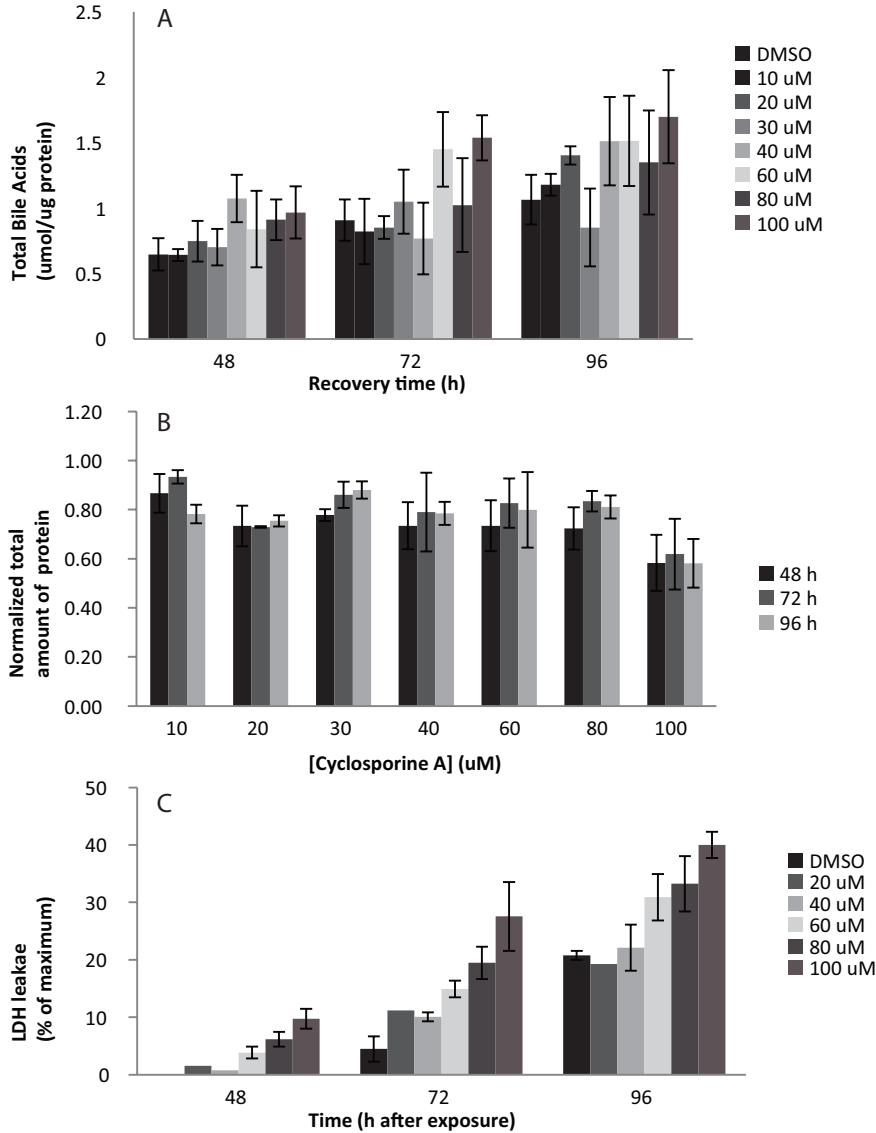 A
2.5
2
1.5
1
0.5
0
Total Bile Acids
(umol/ug protein)
48
72
96
Recovery time (h)
DMSO
10 uM
20 uM
30 uM
40 uM
60 uM
80 uM
100 uM
B
1.20
1.00
0.80
0.60
0.40
0.20
0.00
Normalized total
amount of protein
10
20
30
40
60
80
100
[Cyclosporine A] (uM)
48 h
72 h
96 h
C
50
40
30
20
10
0
LDH leakae
(% of maximum)
48
72
96
Time (h after exposure)
DMSO
20 uM
40 uM
60 uM
80 uM
100 uM